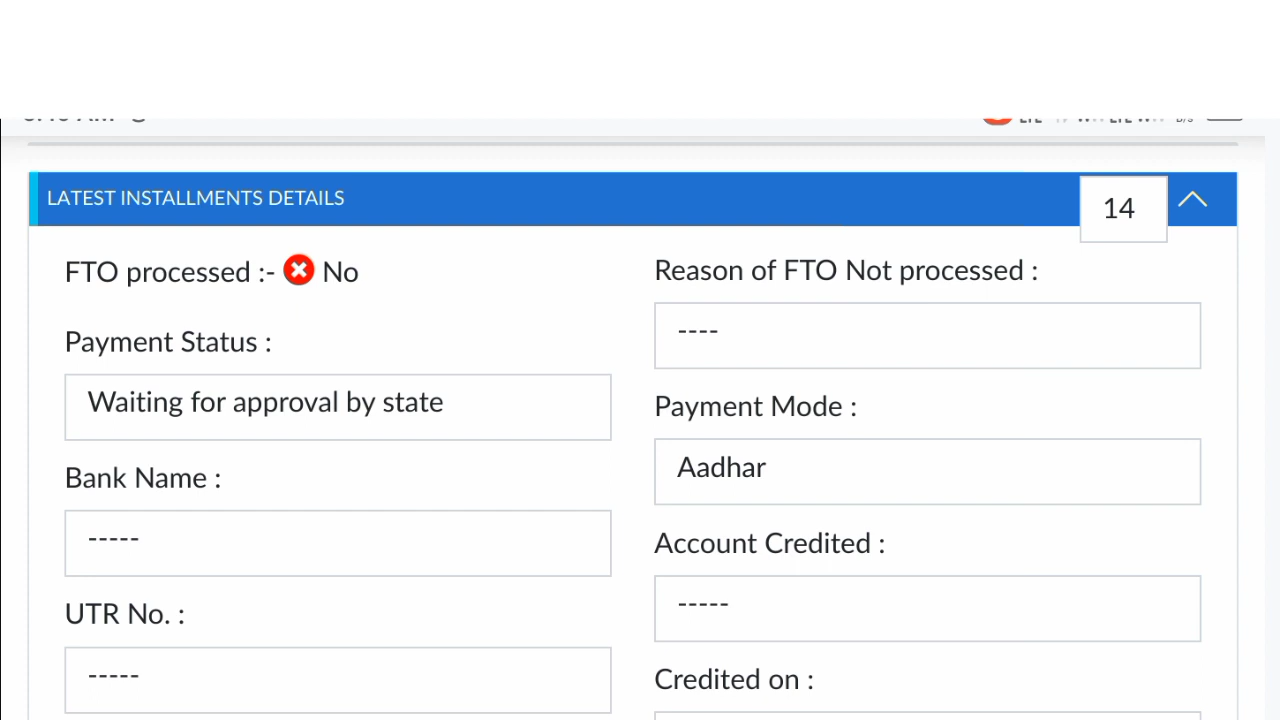 LATEST INSTALLMENTS DETAILS
14
FTO processed :- No
Payment Status :
Waiting for approval by state
Bank Name :
-----
UTR No. :
-----
Reason of FTO Not processed :
----
Payment Mode :
Aadhar
Account Credited :
-----
Credited on :